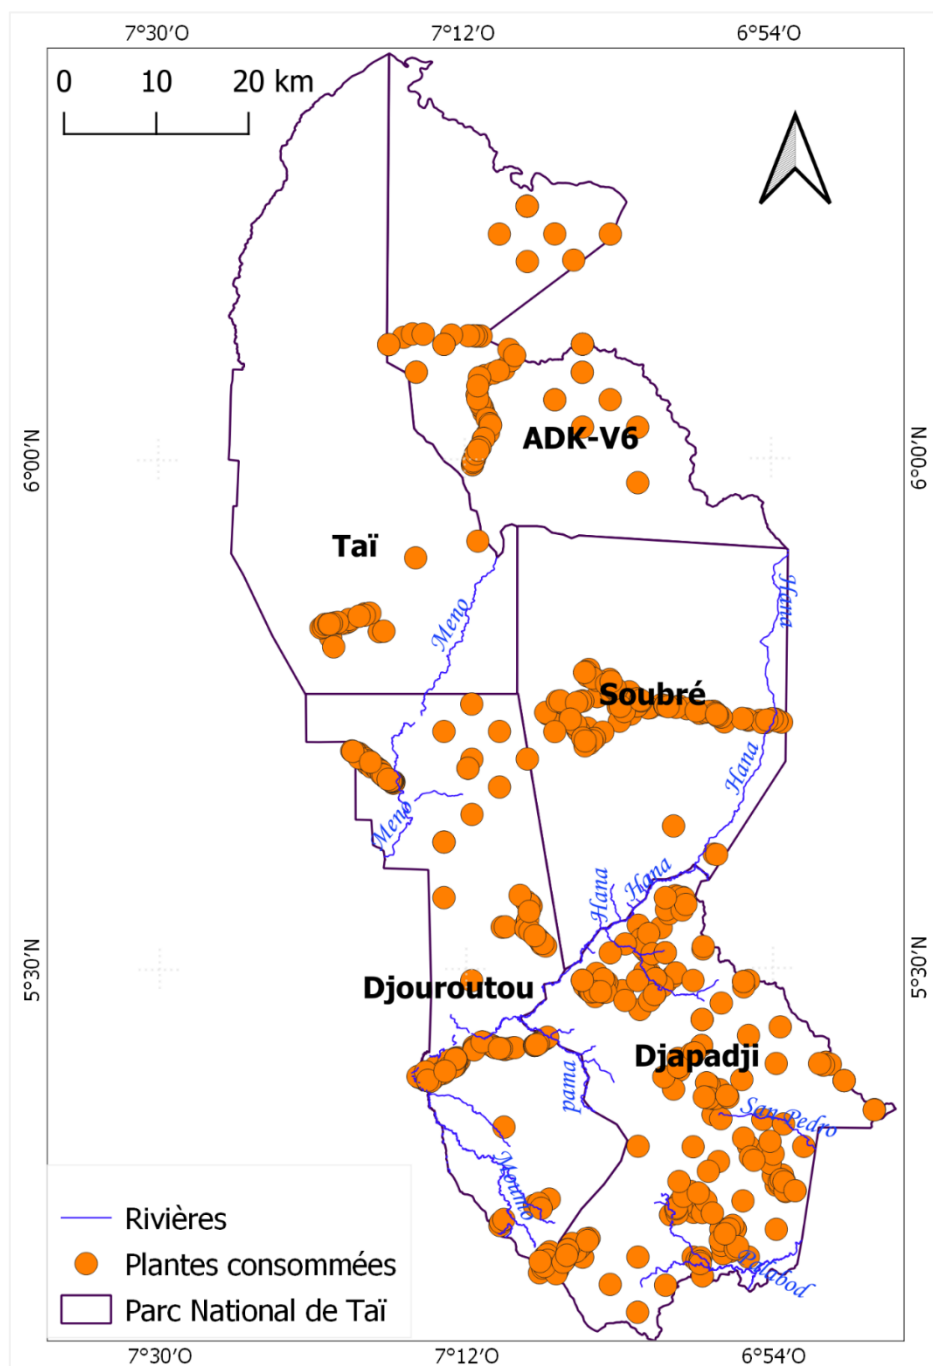 7°30′O 7°12′O 6°54′O
0 10 20 km
6°00′N 6°00′N
ADK-V6
Taï
Hana
Meno
Soubré
Hana
Meno
Hana
Hana
5°30′N 5°30′N
Djouroutou
Djapadji
pama
San Pedro
Moumo
Palabod
Rivières
Plantes consommées
Parc National de Taï
7°30′O 7°12′O 6°54′O